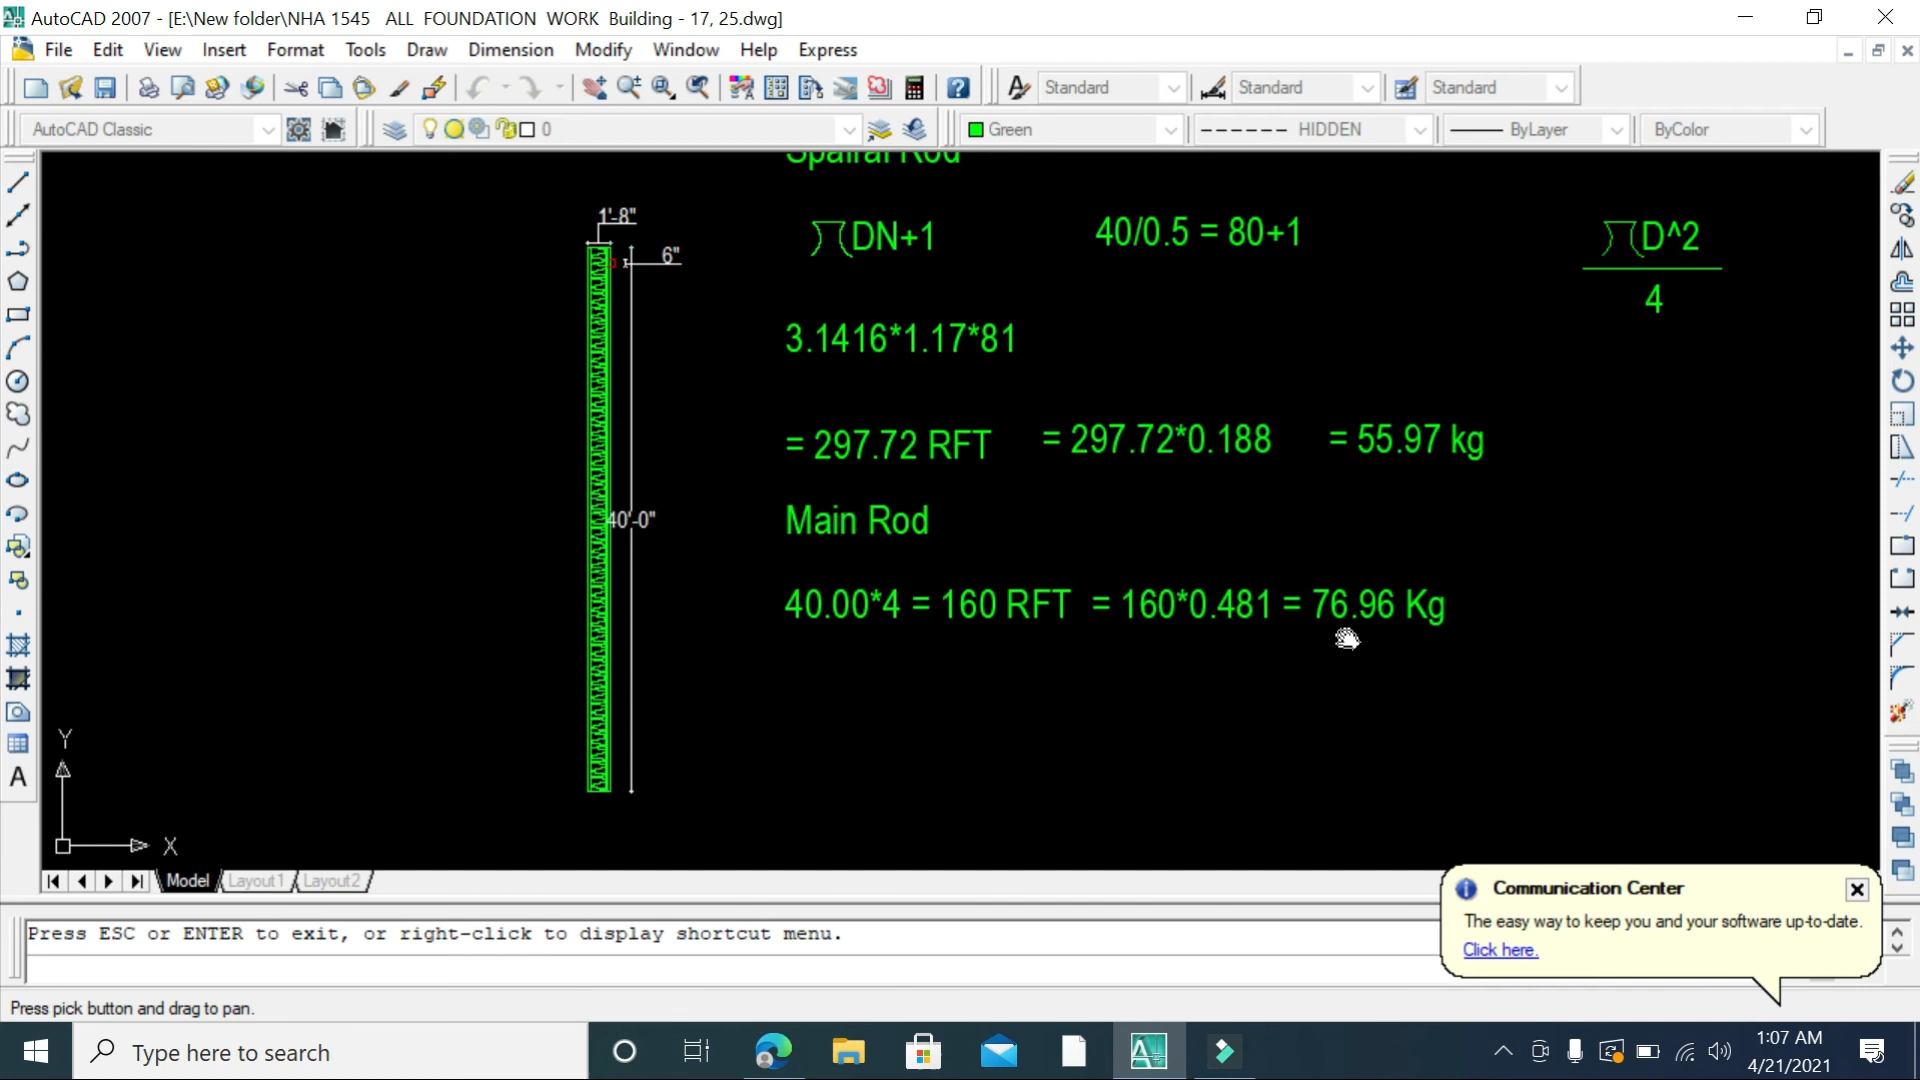 AutoCAD 2007 - [E:\New folder\NHA 1545 ALL FOUNDATION WORK Building - 17, 25.dwg]
File Edit View Insert Format Tools Draw Dimension Modify Window Help Express
Standard Standard Standard
AutoCAD Classic 0 Green HIDDEN ByLayer ByColor
Spairal Rod
1'-8"
6"
π DN+1 40/0.5 = 80+1 π D^2
4
3.1416*1.17*81
= 297.72 RFT = 297.72*0.188 = 55.97 kg
40'-0"
Main Rod
40.00*4 = 160 RFT = 160*0.481 = 76.96 Kg
Y
X
A
Model Layout1 Layout2
Communication Center
The easy way to keep you and your software up-to-date.
Click here.
Press ESC or ENTER to exit, or right-click to display shortcut menu.
Press pick button and drag to pan.
Type here to search
1:07 AM
4/21/2021